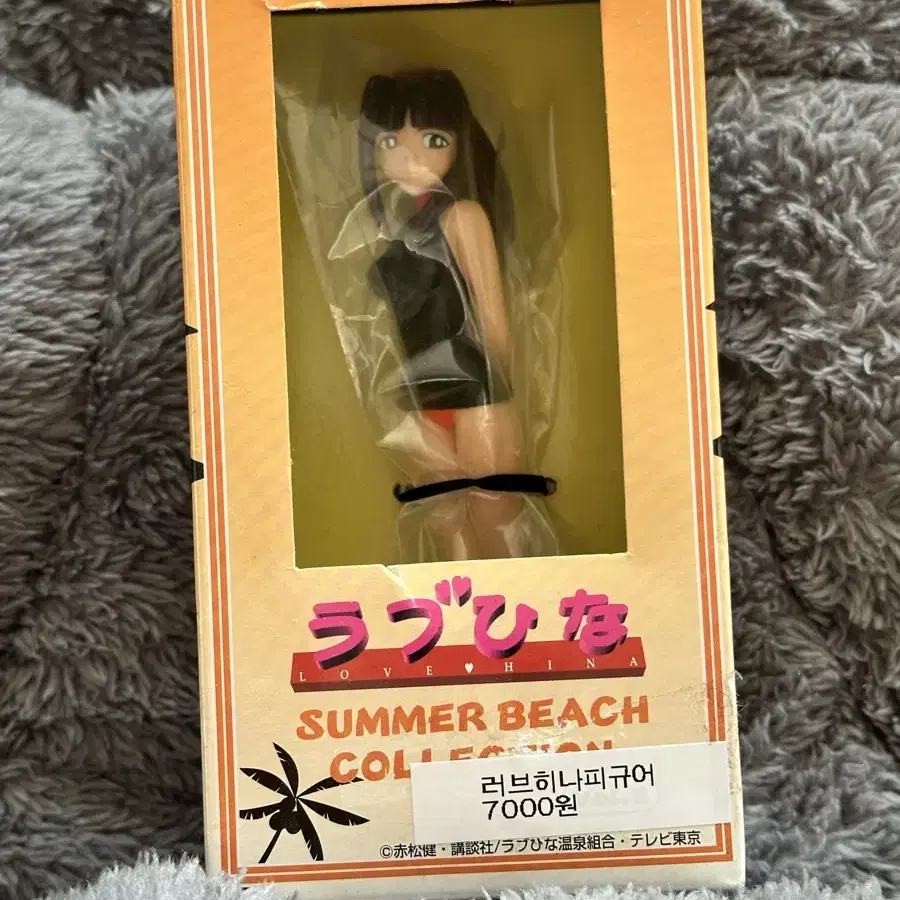 ラブひな
LOVE♥HINA
SUMMER BEACH
COLLECTION
러브히나피규어
7000원
©赤松健・講談社/ラブひな温泉組合・テレビ東京